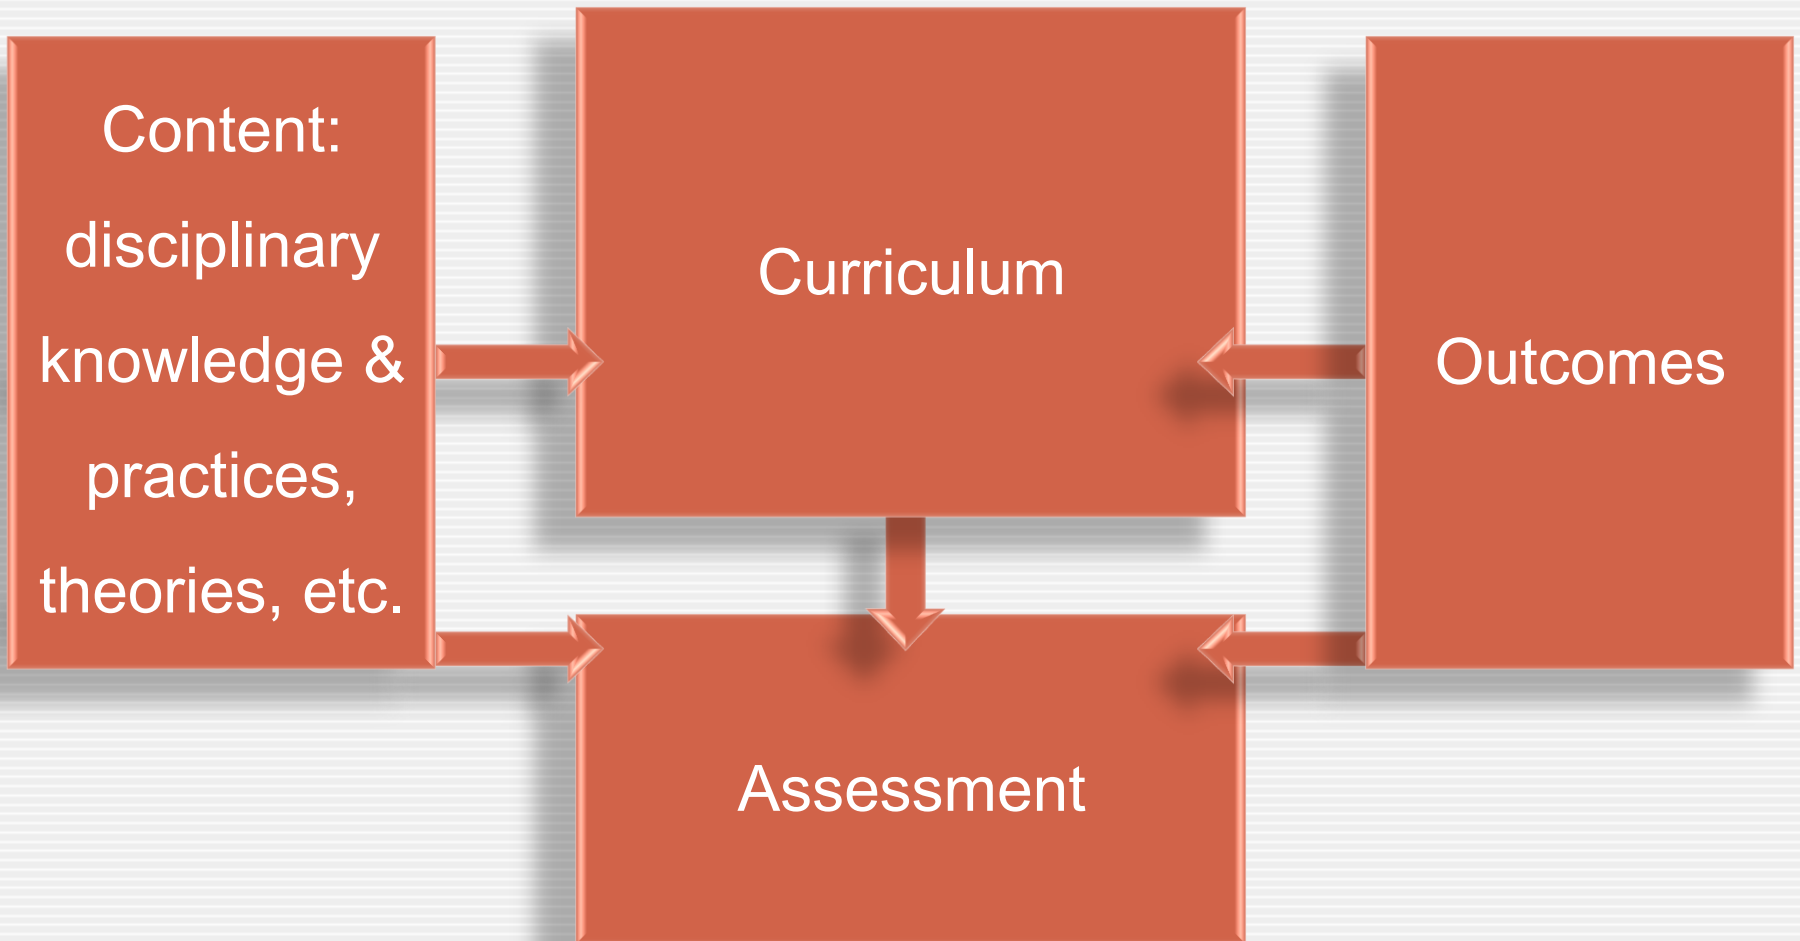 Content:
disciplinary
knowledge &
practices,
theories, etc.
Curriculum
Outcomes
Assessment